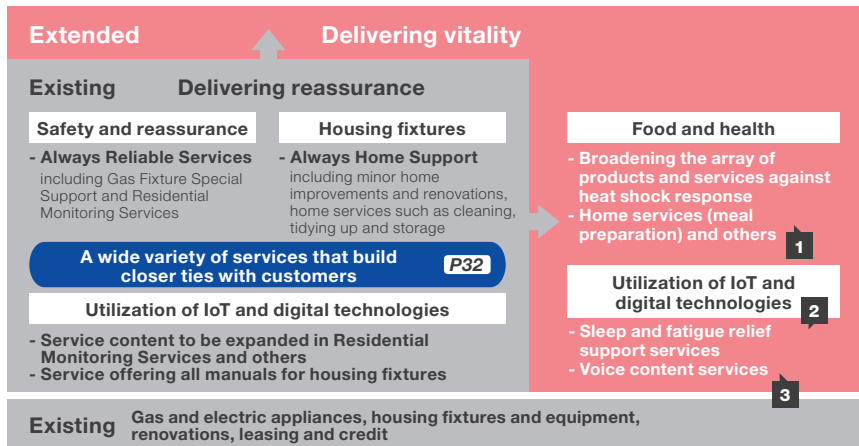 Extended Delivering vitality
Existing Delivering reassurance
Safety and reassurance
- Always Reliable Services
including Gas Fixture Special
Support and Residential
Monitoring Services
Housing fixtures
- Always Home Support
including minor home
improvements and renovations,
home services such as cleaning,
tidying up and storage
A wide variety of services that build
closer ties with customers
P32
Utilization of IoT and digital technologies
- Service content to be expanded in Residential
Monitoring Services and others
- Service offering all manuals for housing fixtures
Food and health
- Broadening the array of
products and services against
heat shock response
- Home services (meal
preparation) and others
1
Utilization of IoT and
digital technologies
2
- Sleep and fatigue relief
support services
- Voice content services
3
Existing Gas and electric appliances, housing fixtures and equipment,
renovations, leasing and credit